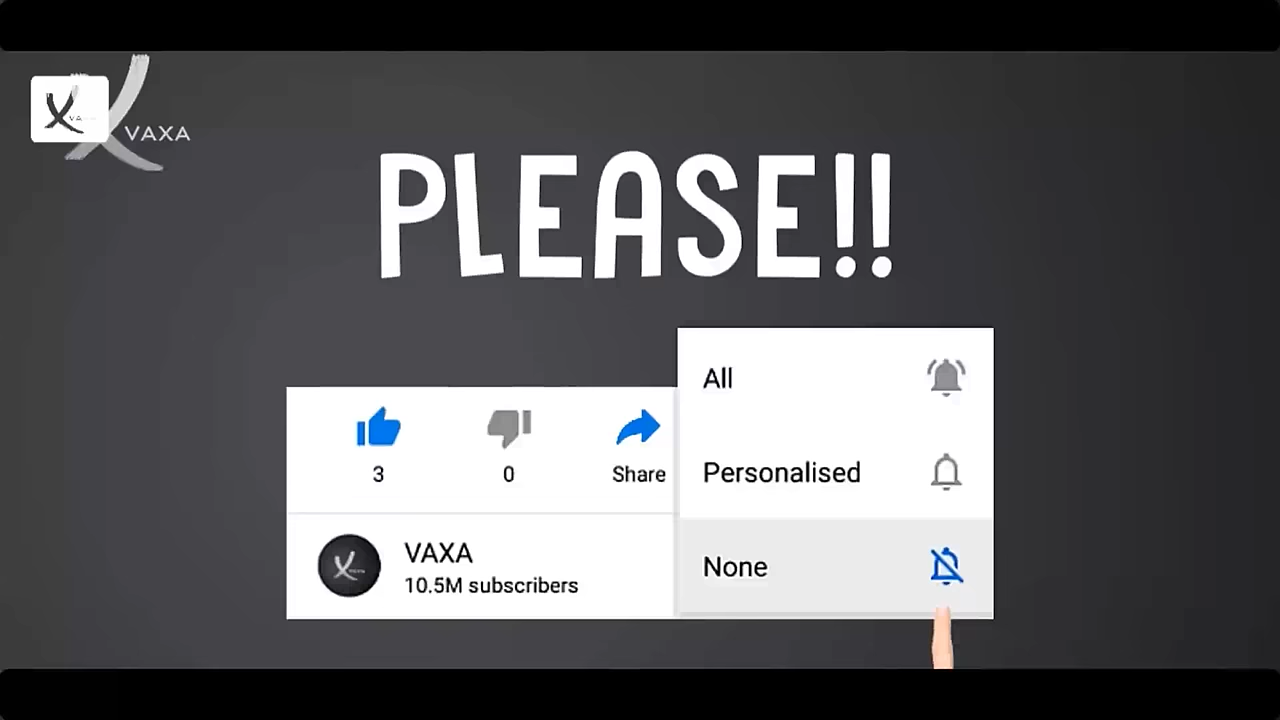 VAXA
PLEASE!!
All
Personalised
None
3
0
Share
VAXA
10.5M subscribers